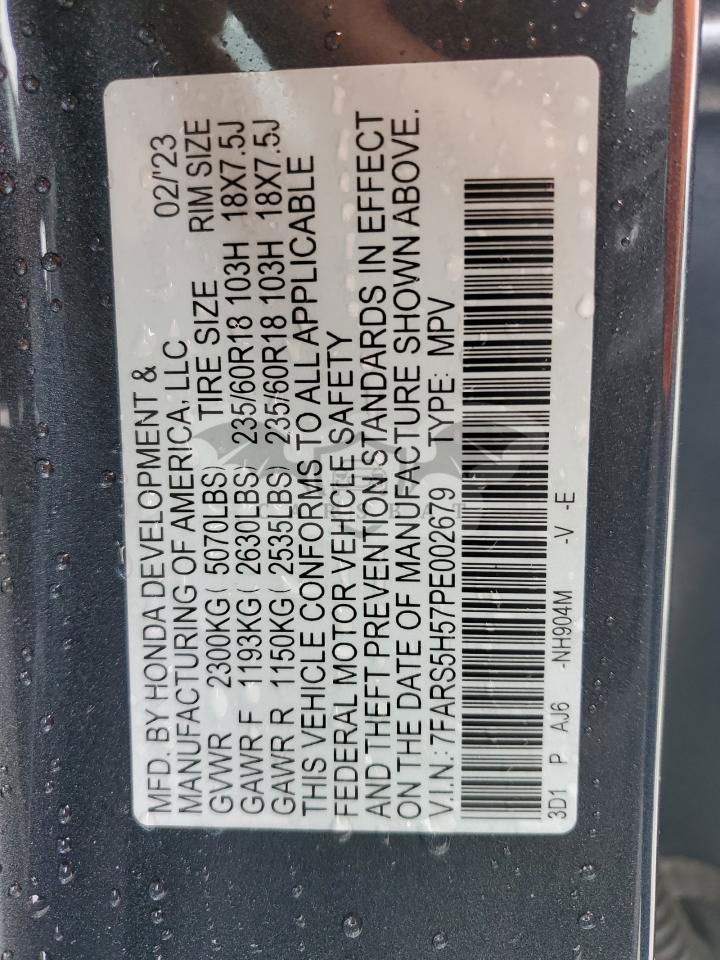 MFD. BY HONDA DEVELOPMENT & 02/'23
MANUFACTURING OF AMERICA, LLC
TIRE SIZE RIM SIZE
GVWR 2300KG( 5070LBS)
GAWR F 1193KG( 2630LBS) 235/60R18 103H 18X7.5J
GAWR R 1150KG( 2535LBS) 235/60R18 103H 18X7.5J
THIS VEHICLE CONFORMS TO ALL APPLICABLE
FEDERAL MOTOR VEHICLE SAFETY
AND THEFT PREVENTION STANDARDS IN EFFECT
ON THE DATE OF MANUFACTURE SHOWN ABOVE.
V.I.N.: 7FARS5H57PE002679 TYPE: MPV
3D1 P AJ6 -NH904M -V -E